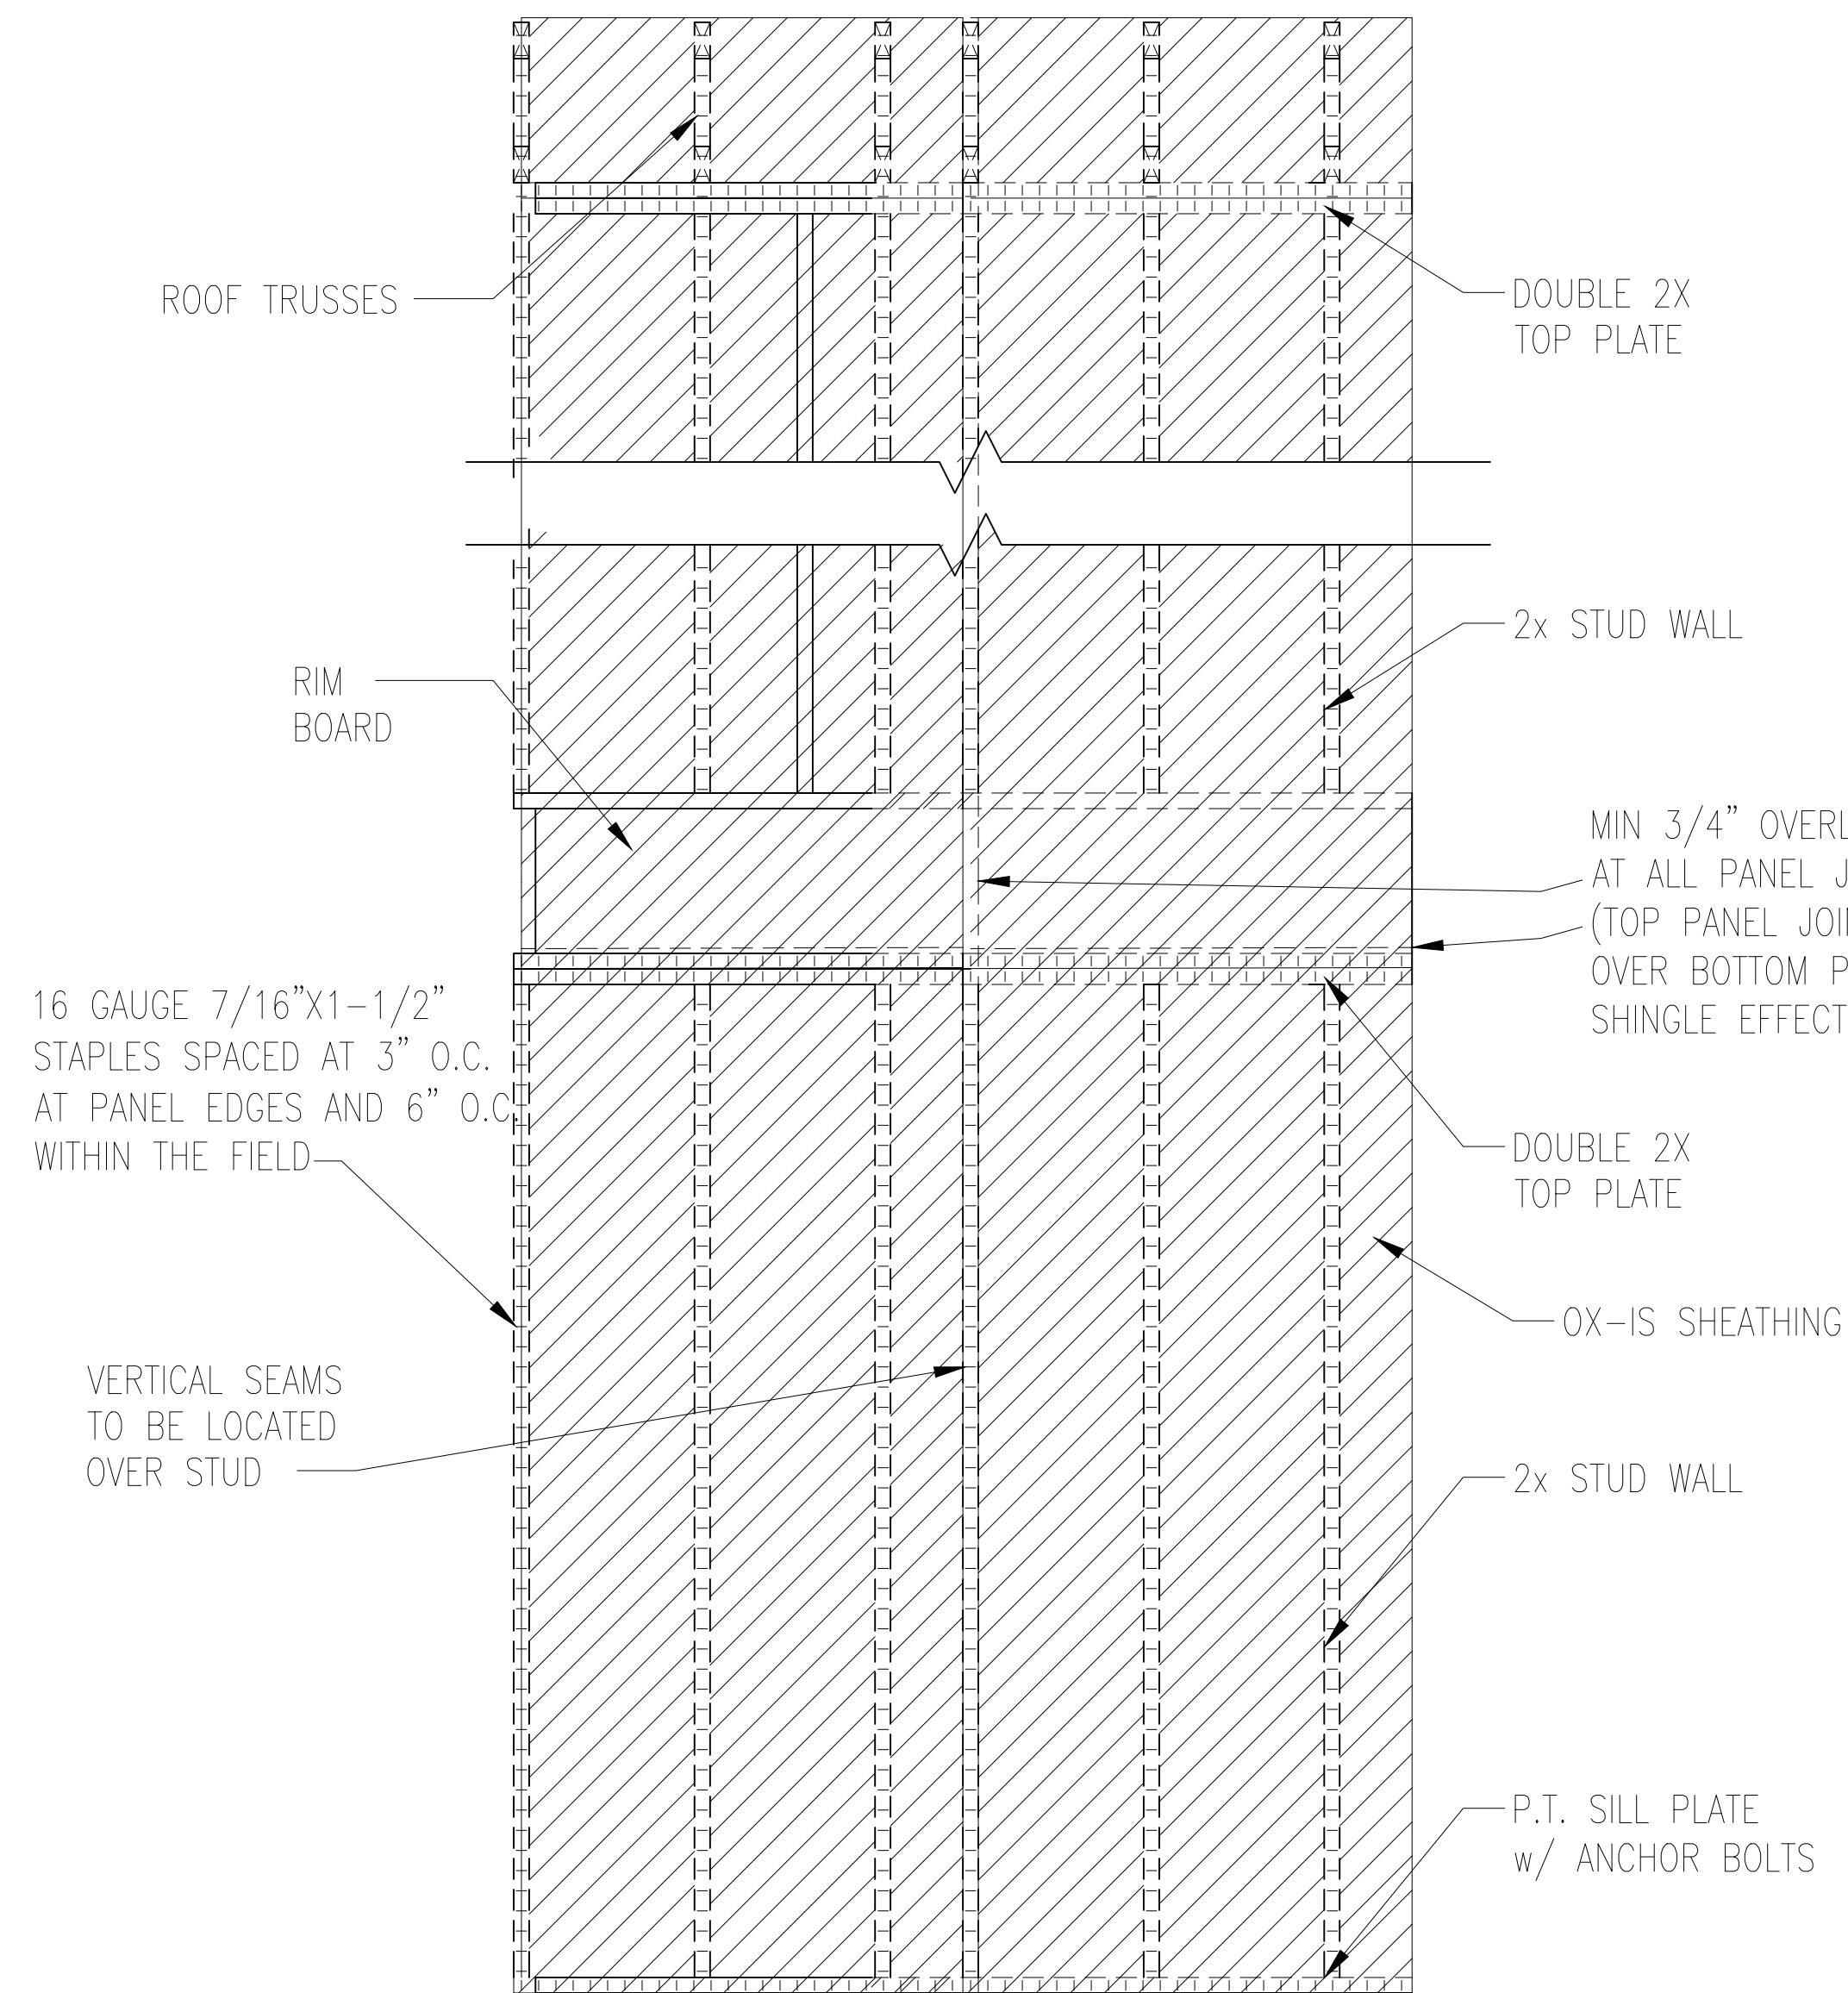 ROOF TRUSSES
DOUBLE 2X
TOP PLATE
2x STUD WALL
RIM
BOARD
MIN 3/4” OVERL
AT ALL PANEL J
(TOP PANEL JOI
OVER BOTTOM P
SHINGLE EFFECT
16 GAUGE 7/16”X1-1/2”
STAPLES SPACED AT 3” O.C.
AT PANEL EDGES AND 6” O.C.
WITHIN THE FIELD
DOUBLE 2X
TOP PLATE
OX-IS SHEATHING
VERTICAL SEAMS
TO BE LOCATED
OVER STUD
2x STUD WALL
P.T. SILL PLATE
w/ ANCHOR BOLTS